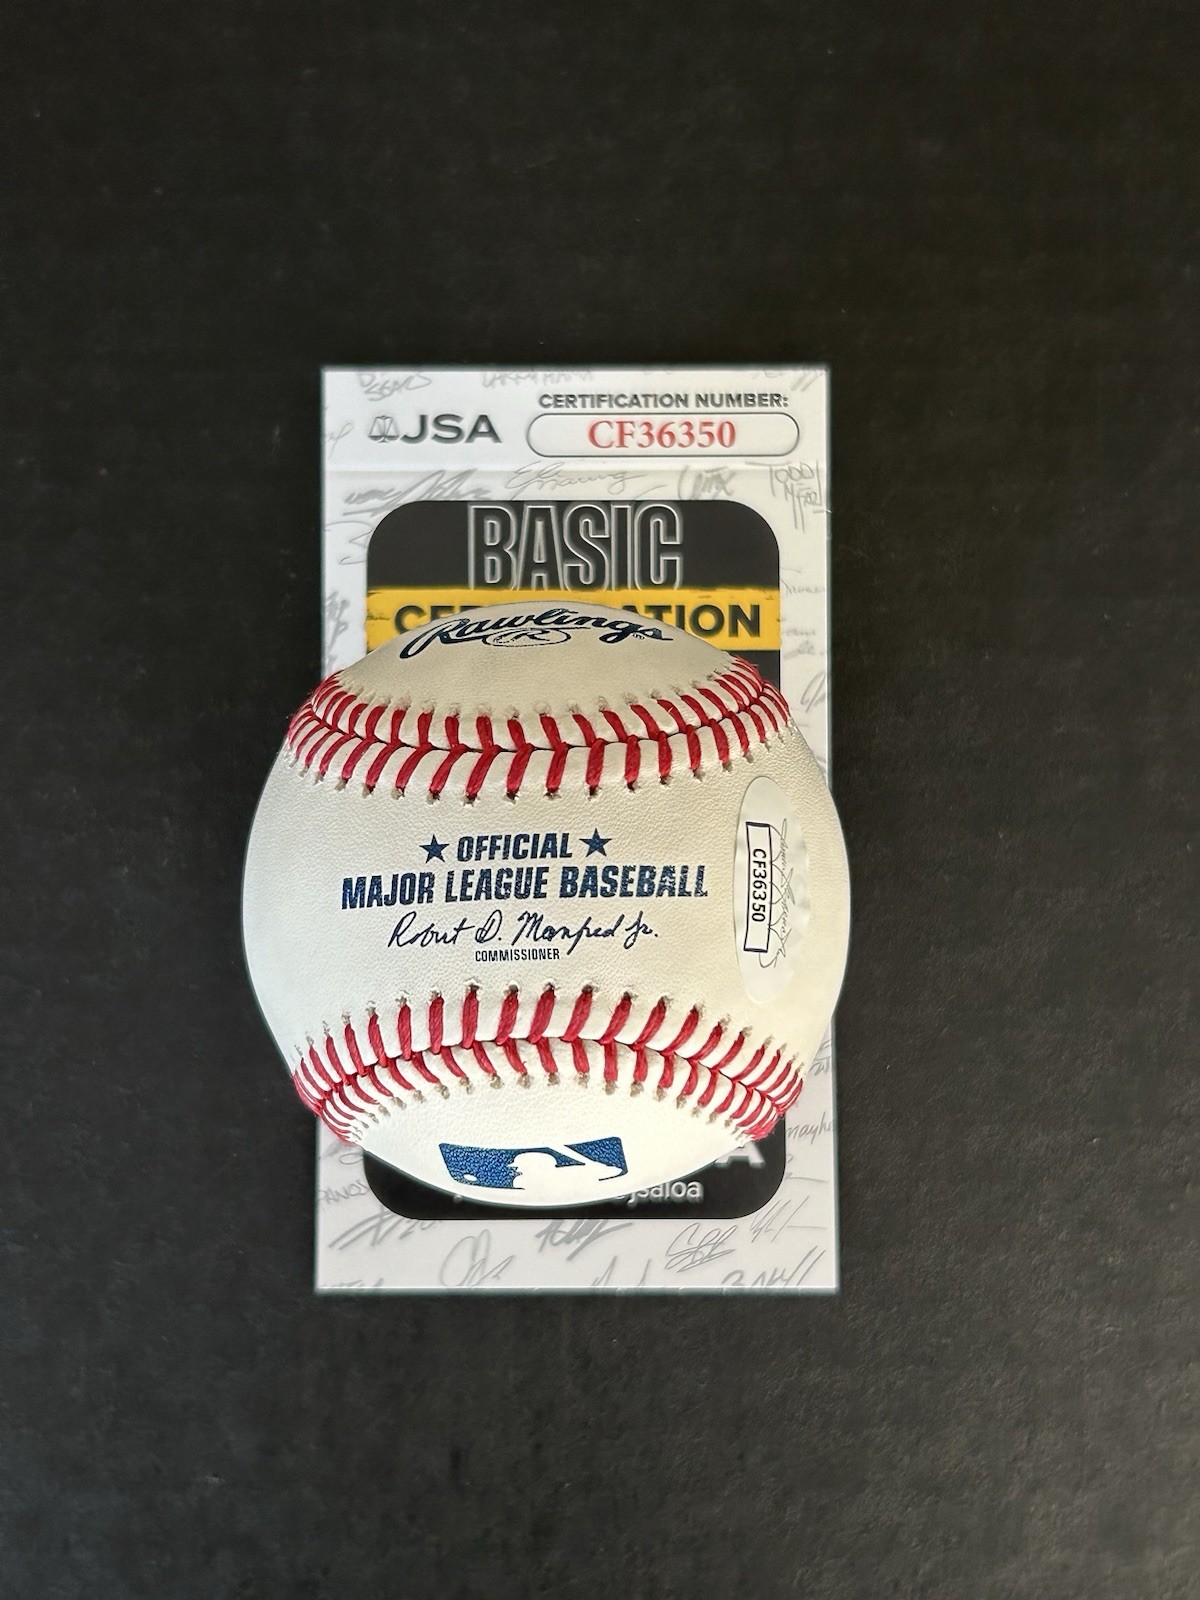 JSA
CERTIFICATION NUMBER:
CF36350
BASIC
Rawlings
R
★ OFFICIAL ★
MAJOR LEAGUE BASEBALL
Robert D. Manfred Jr.
COMMISSIONER
CF36350